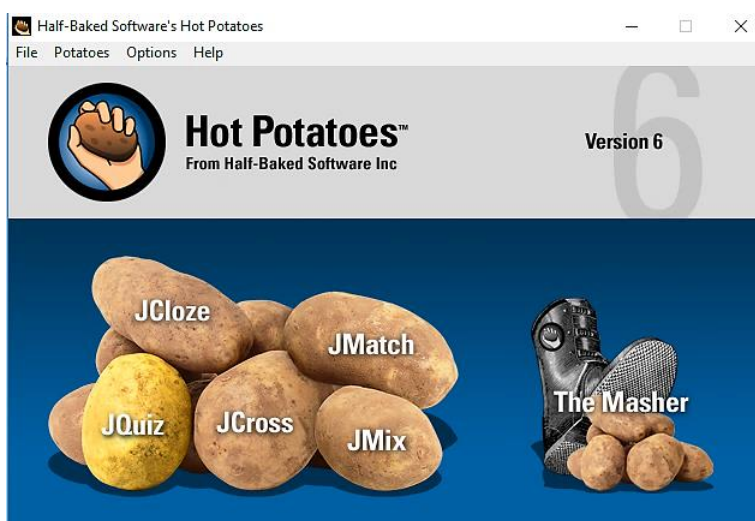 Half-Baked Software's Hot Potatoes
File Potatoes Options Help
6
Hot Potatoes™
From Half-Baked Software Inc
Version 6
JCloze
JMatch
JQuiz
JCross
JMix
The Masher